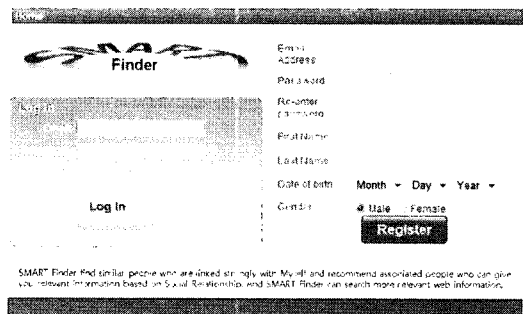 Home
Finder
Log In
Log In
Email
Address
Password
Re-enter
password
First Name
Last Name
Date of birth Month Day Year
Gender Male Female
Register
SMART Finder find similar people who are linked strongly with Myself and recommend associated people who can give
you relevant information based on Social Relationship, and SMART Finder can search more relevant web information.